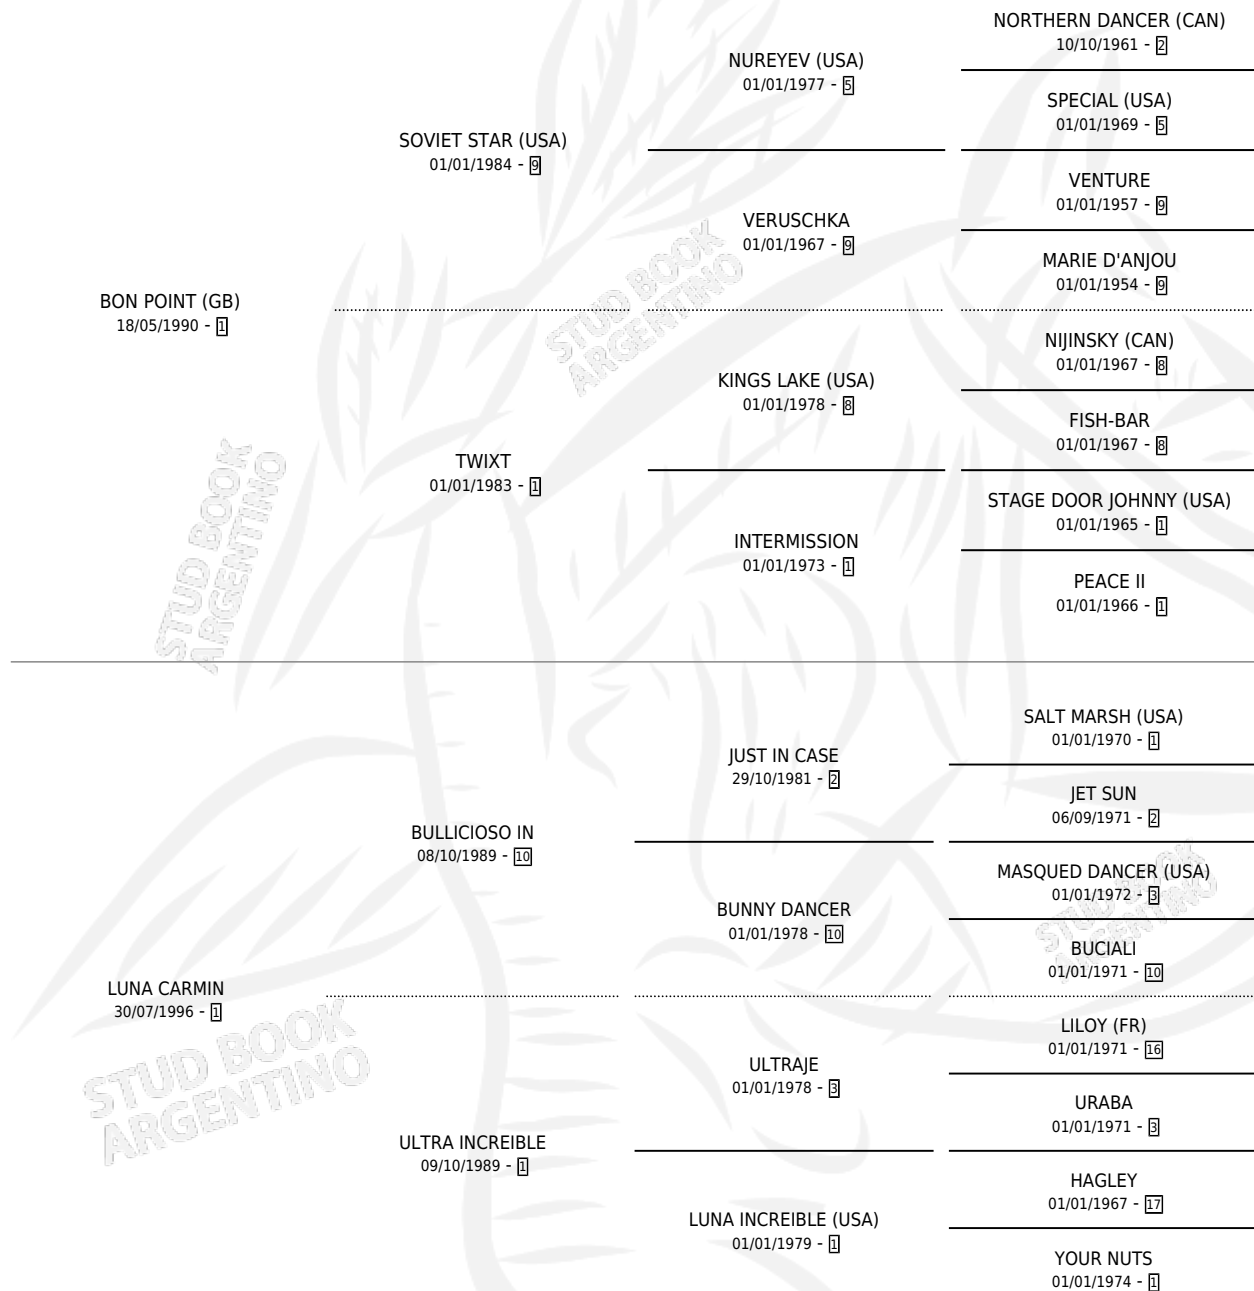 NORTHERN DANCER (CAN)
10/10/1961 - 2
NUREYEV (USA)
01/01/1977 - 5
SPECIAL (USA)
01/01/1969 - 5
SOVIET STAR (USA)
01/01/1984 - 9
VENTURE
01/01/1957 - 9
VERUSCHKA
01/01/1967 - 9
MARIE D'ANJOU
01/01/1954 - 9
BON POINT (GB)
18/05/1990 - 1
NIJINSKY (CAN)
01/01/1967 - 8
KINGS LAKE (USA)
01/01/1978 - 8
FISH-BAR
01/01/1967 - 8
TWIXT
01/01/1983 - 1
STAGE DOOR JOHNNY (USA)
01/01/1965 - 1
INTERMISSION
01/01/1973 - 1
PEACE II
01/01/1966 - 1
SALT MARSH (USA)
01/01/1970 - 1
JUST IN CASE
29/10/1981 - 2
JET SUN
06/09/1971 - 2
BULLICIOSO IN
08/10/1989 - 10
MASQUED DANCER (USA)
01/01/1972 - 3
BUNNY DANCER
01/01/1978 - 10
BUCIALI
01/01/1971 - 10
LUNA CARMIN
30/07/1996 - 1
LILOY (FR)
01/01/1971 - 16
ULTRAJE
01/01/1978 - 3
URABA
01/01/1971 - 3
ULTRA INCREIBLE
09/10/1989 - 1
HAGLEY
01/01/1967 - 17
LUNA INCREIBLE (USA)
01/01/1979 - 1
YOUR NUTS
01/01/1974 - 1
STUD BOOK
ARGENTINO
STUD BOOK
ARGENTINO
STUD BOOK
ARGENTINO
STUD BOOK
ARGENTINO